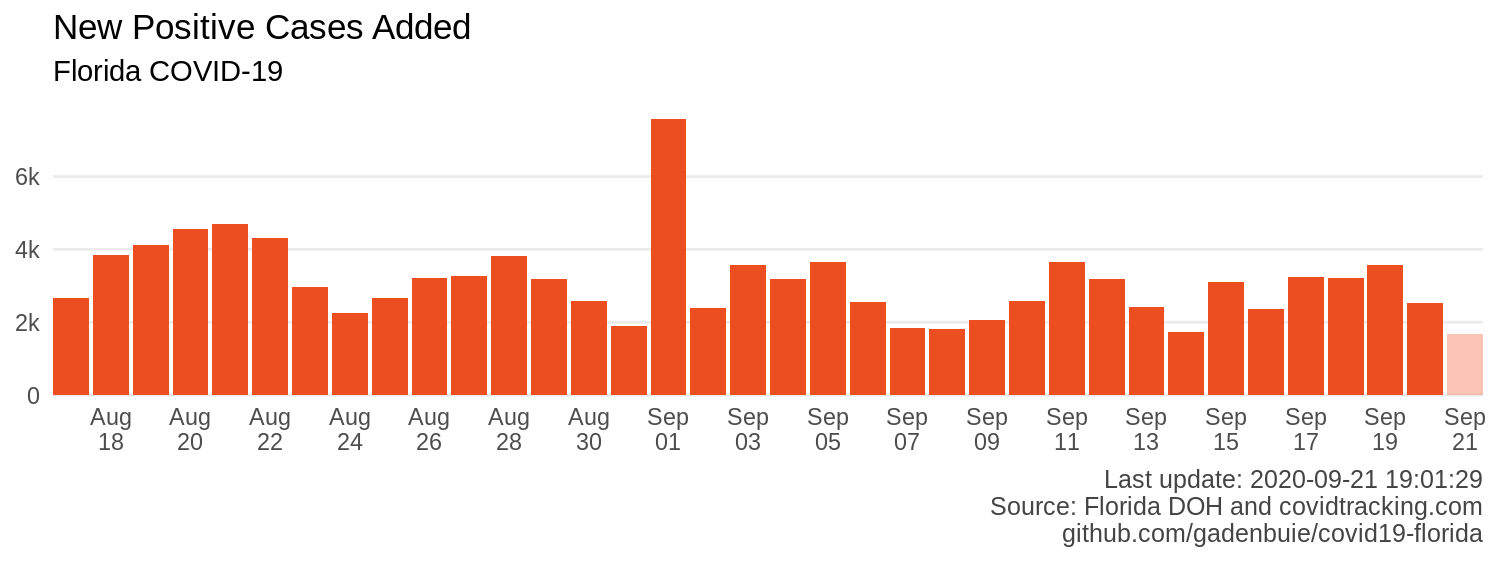 New Positive Cases Added
Florida COVID-19
6k
4k
2k
0
Aug Aug Aug Aug Aug Aug Aug Sep Sep Sep Sep Sep Sep Sep Sep Sep Sep Sep
18 20 22 24 26 28 30 01 03 05 07 09 11 13 15 17 19 21
Last update: 2020-09-21 19:01:29
Source: Florida DOH and covidtracking.com
github.com/gadenbuie/covid19-florida